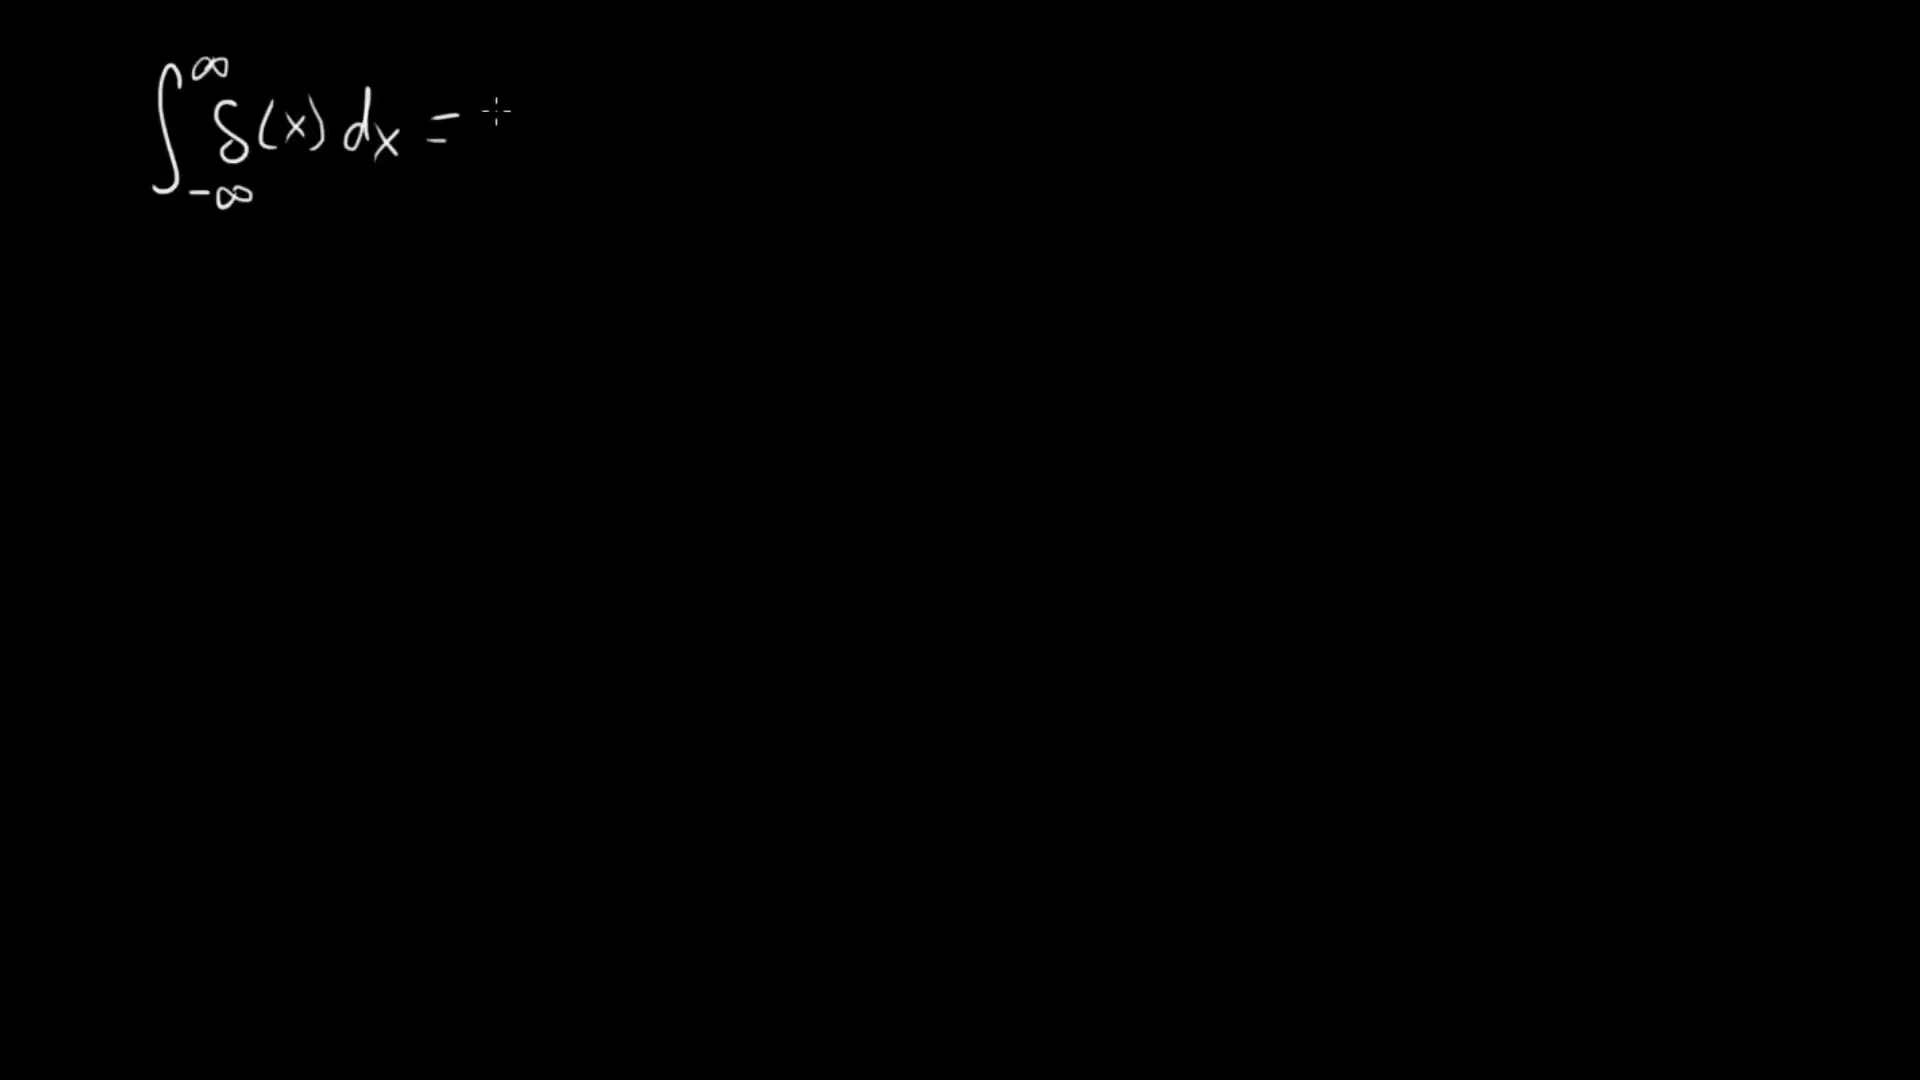 ∫_{-∞}^{∞} δ(x) dx =